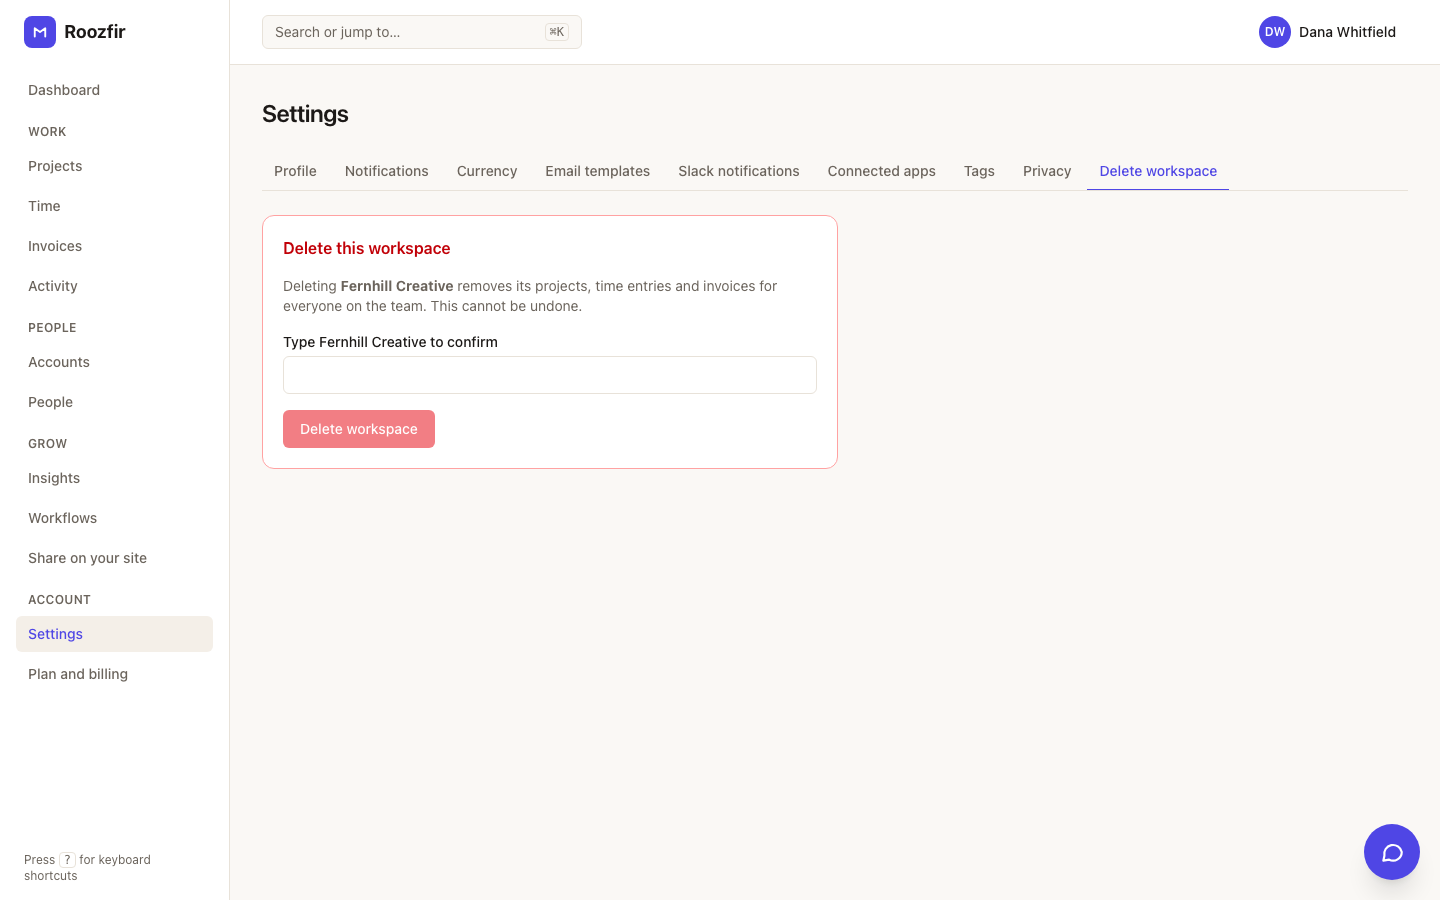 Roozfir
Search or jump to...
⌘K
DW
Dana Whitfield
Dashboard
WORK
Projects
Time
Invoices
Activity
PEOPLE
Accounts
People
GROW
Insights
Workflows
Share on your site
ACCOUNT
Settings
Plan and billing
Press ? for keyboard
shortcuts
Settings
Profile
Notifications
Currency
Email templates
Slack notifications
Connected apps
Tags
Privacy
Delete workspace
Delete this workspace
Deleting Fernhill Creative removes its projects, time entries and invoices for
everyone on the team. This cannot be undone.
Type Fernhill Creative to confirm
Delete workspace